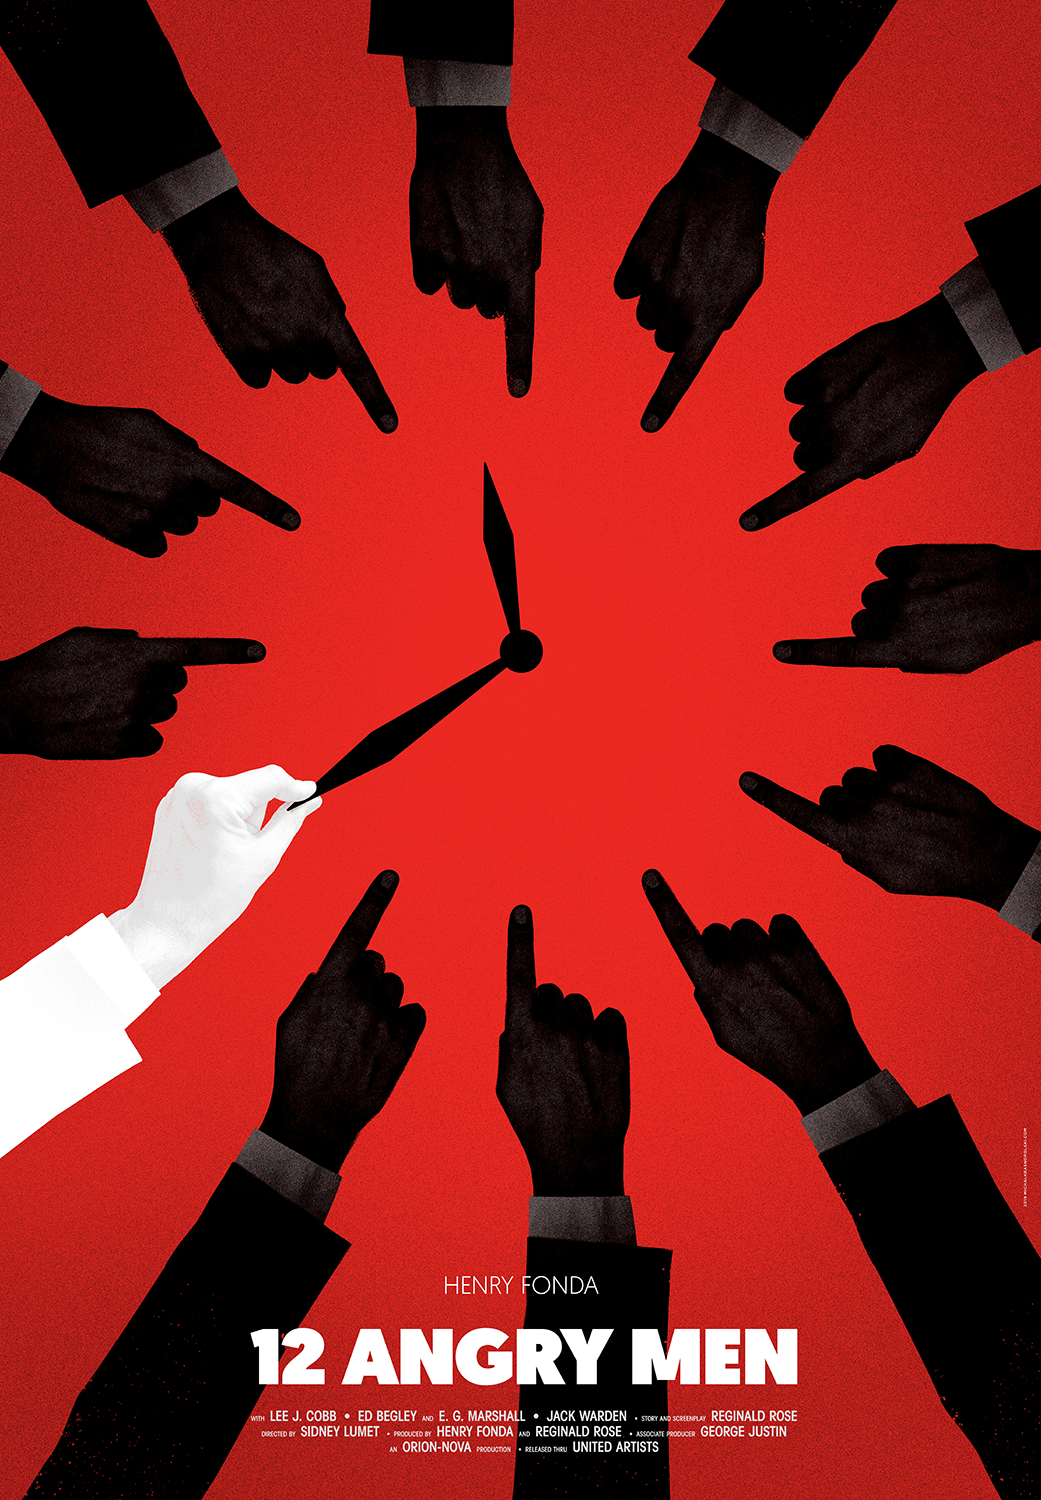 HENRY FONDA
12 ANGRY MEN
WITH LEE J. COBB • ED BEGLEY AND E. G. MARSHALL • JACK WARDEN • STORY AND SCREENPLAY REGINALD ROSE
DIRECTED BY SIDNEY LUMET • PRODUCED BY HENRY FONDA AND REGINALD ROSE • ASSOCIATE PRODUCER GEORGE JUSTIN
AN ORION-NOVA PRODUCTION • RELEASED THRU UNITED ARTISTS